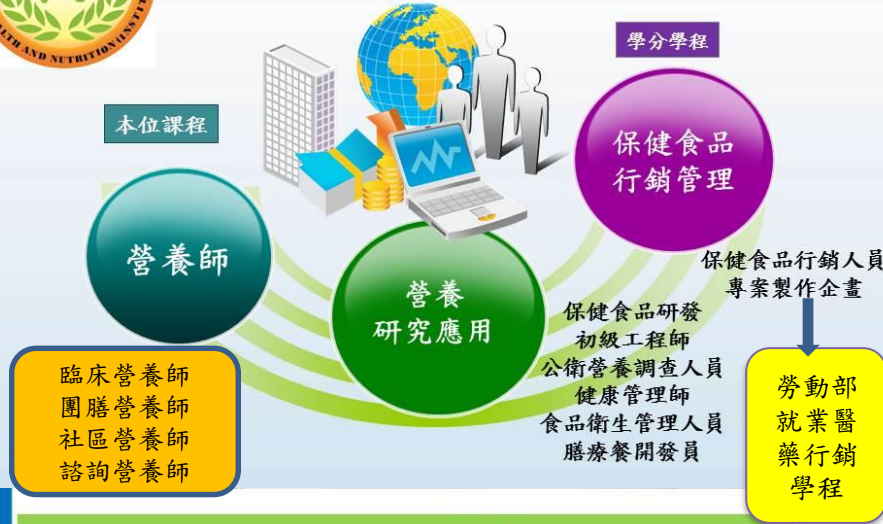 ALTH AND NUTRITION (INSTIT
本位課程
營養師
臨床營養師
團膳營養師
社區營養師
諮詢營養師
營養
研究應用
保健食品研發
初級工程師
公衛營養調查人員
健康管理師
食品衛生管理人員
膳療餐開發員
學分學程
保健食品
行銷管理
保健食品行銷人員
專案製作企畫
勞動部
就業醫
藥行銷
學程